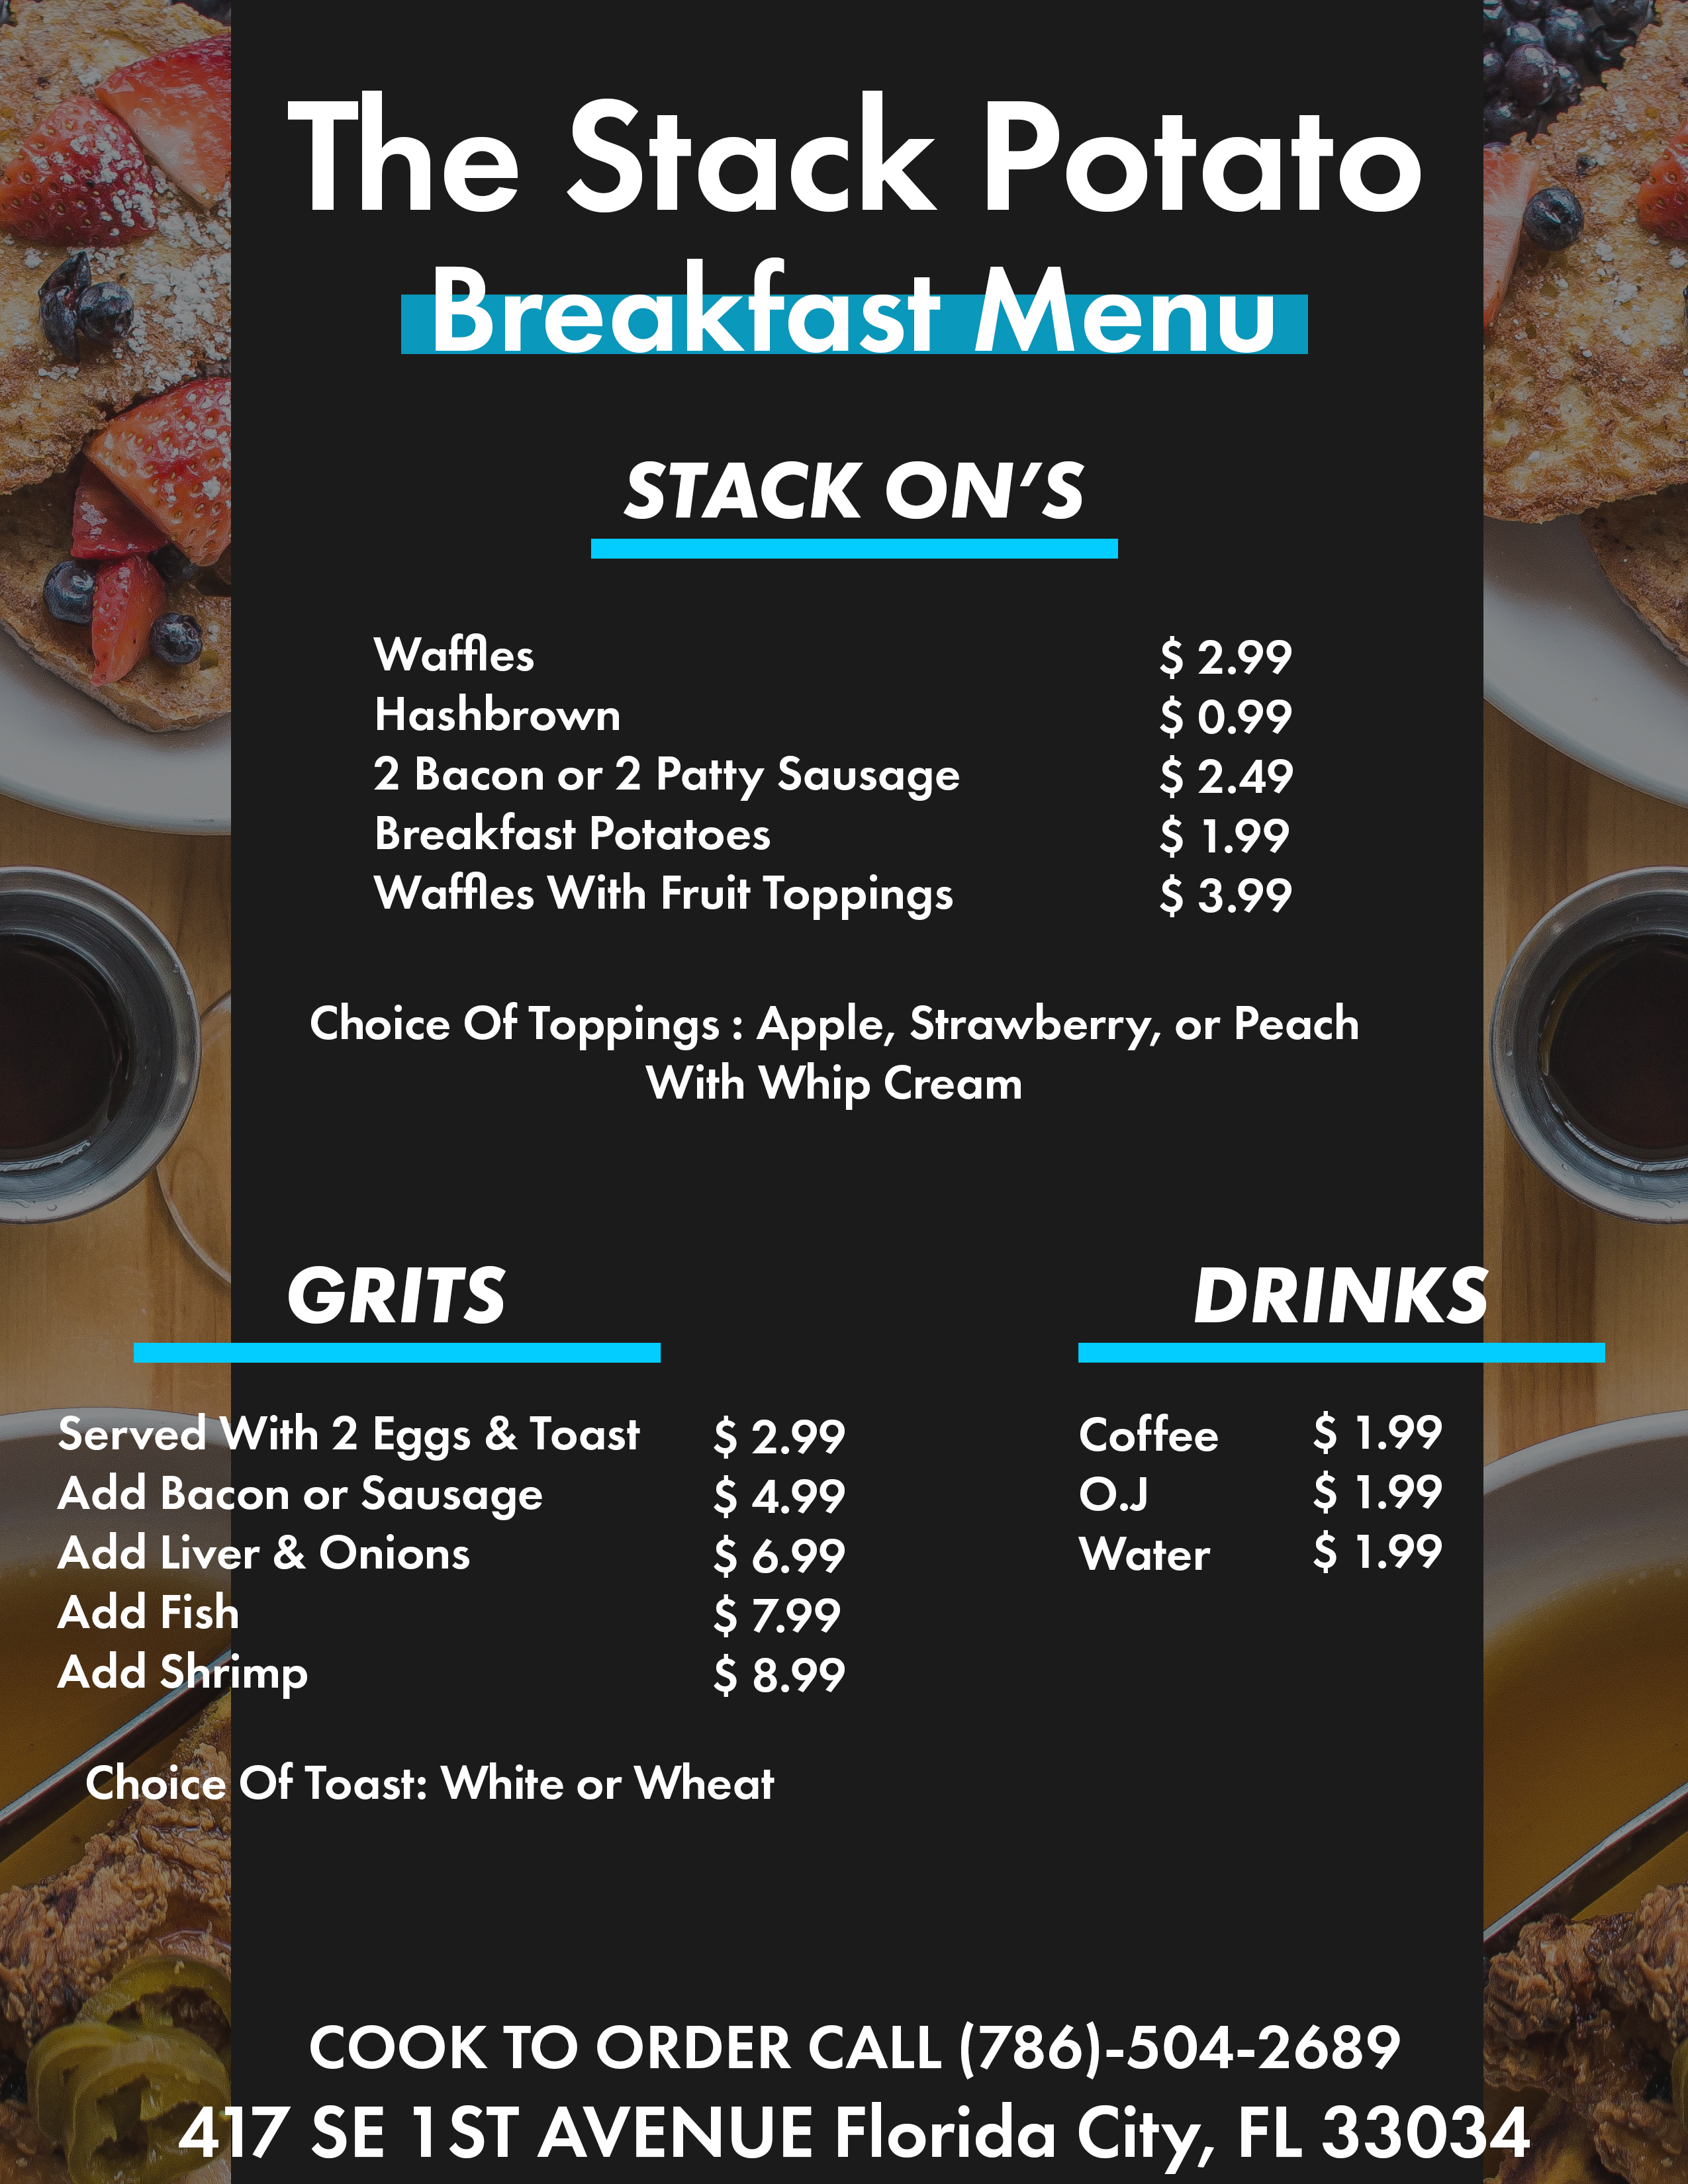 The Stack Potato
Breakfast Menu
STACK ON’S
Waffles $ 2.99
Hashbrown $ 0.99
2 Bacon or 2 Patty Sausage $ 2.49
Breakfast Potatoes $ 1.99
Waffles With Fruit Toppings $ 3.99
Choice Of Toppings : Apple, Strawberry, or Peach
With Whip Cream
GRITS
Served With 2 Eggs & Toast $ 2.99
Add Bacon or Sausage $ 4.99
Add Liver & Onions $ 6.99
Add Fish $ 7.99
Add Shrimp $ 8.99
Choice Of Toast: White or Wheat
DRINKS
Coffee $ 1.99
O.J $ 1.99
Water $ 1.99
COOK TO ORDER CALL (786)-504-2689
417 SE 1ST AVENUE Florida City, FL 33034